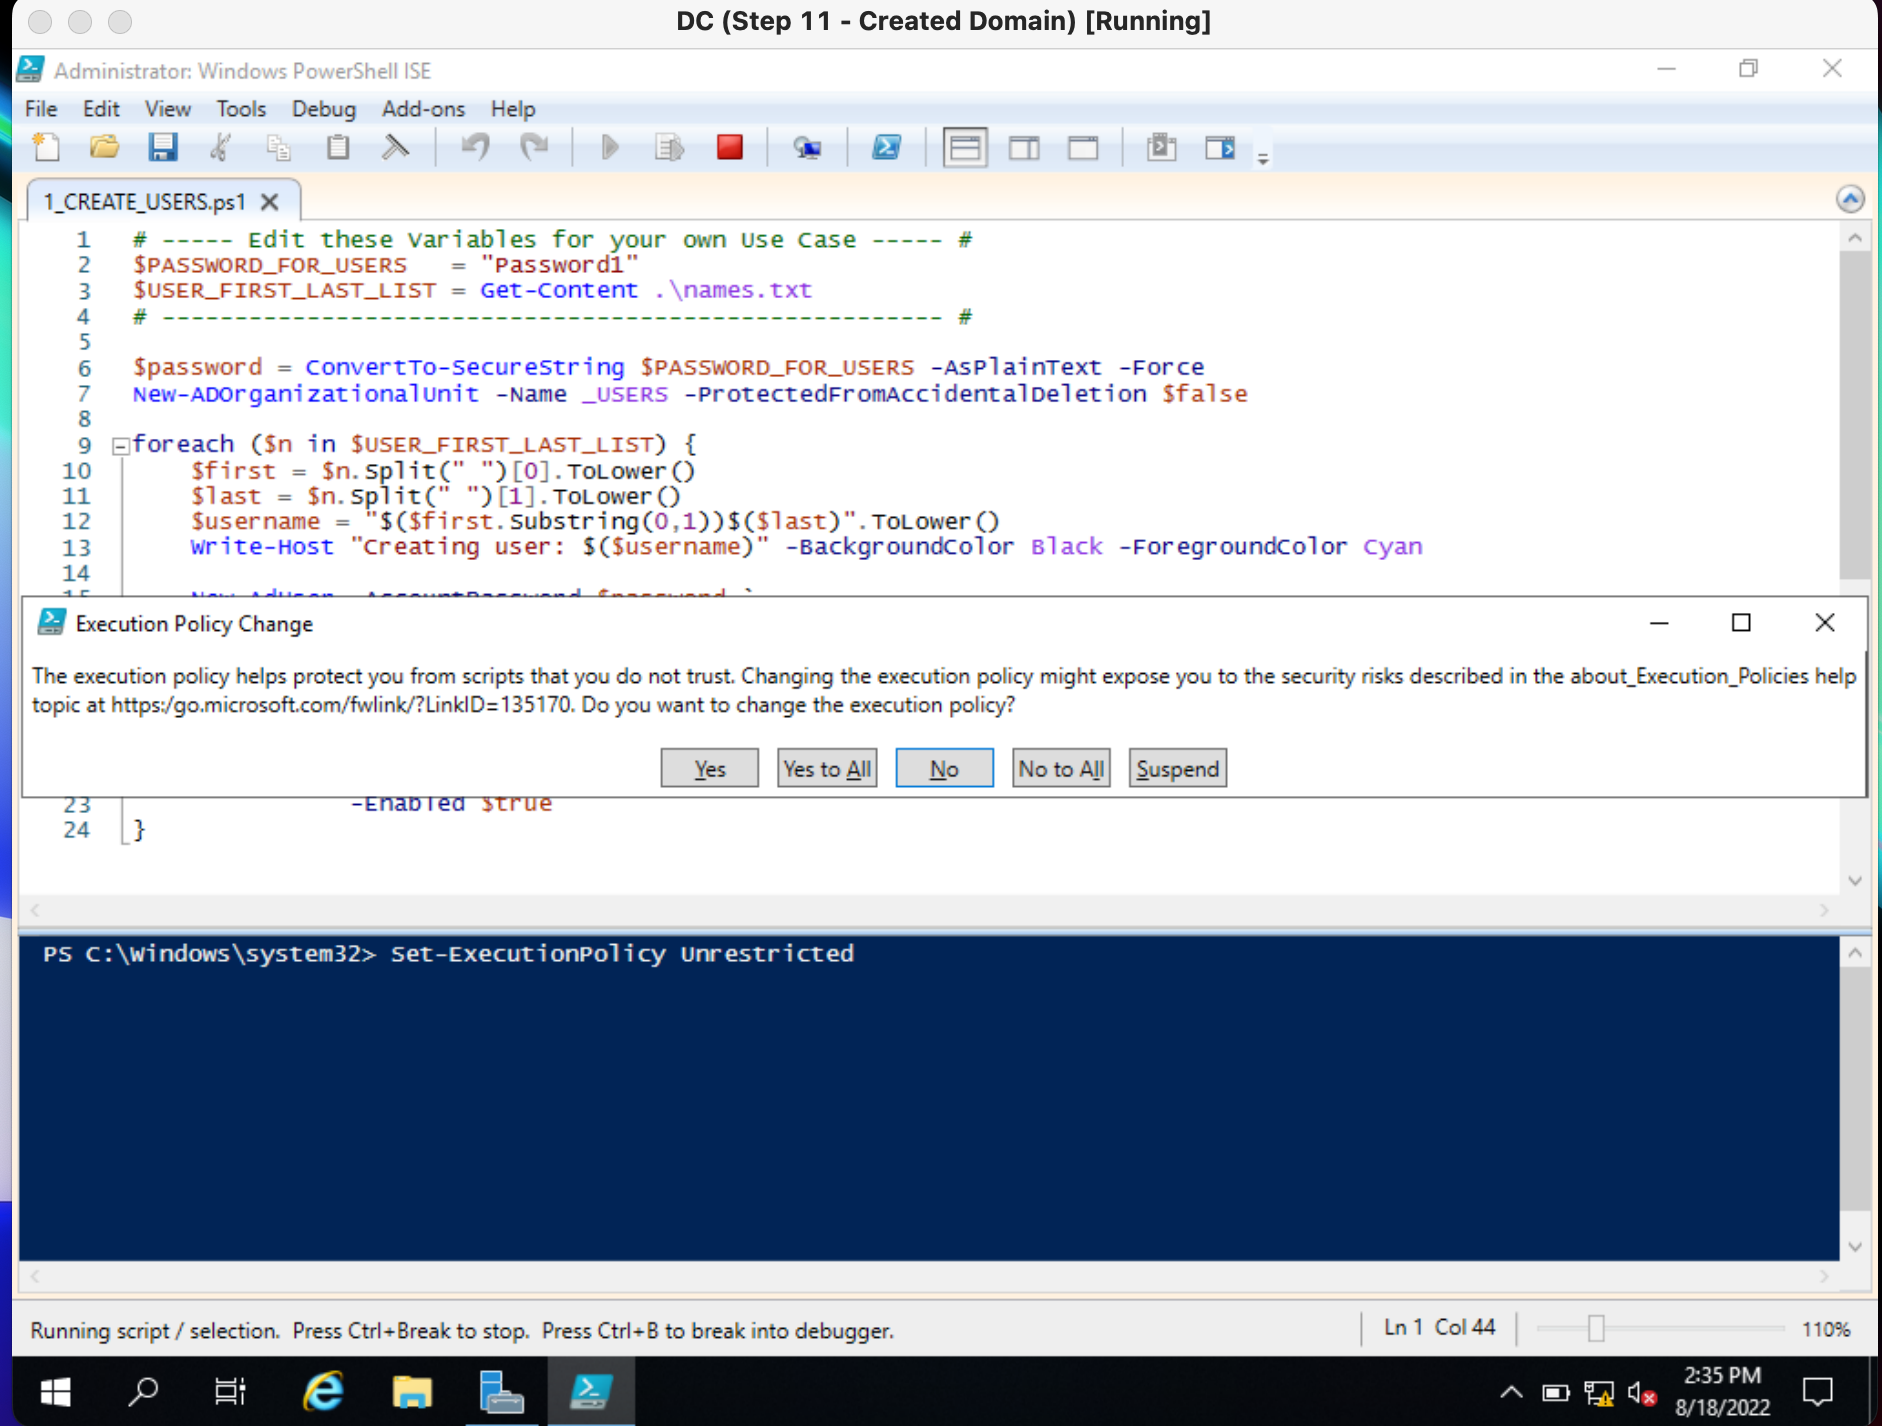 DC (Step 11 - Created Domain) [Running]
Administrator: Windows PowerShell ISE
File Edit View Tools Debug Add-ons Help
1_CREATE_USERS.ps1
1 # ----- Edit these Variables for your own Use Case ----- #
2 $PASSWORD_FOR_USERS   = "Password1"
3 $USER_FIRST_LAST_LIST = Get-Content .\names.txt
4 # ------------------------------------------------------ #
5
6 $password = ConvertTo-SecureString $PASSWORD_FOR_USERS -AsPlainText -Force
7 New-ADOrganizationalUnit -Name _USERS -ProtectedFromAccidentalDeletion $false
8
9 foreach ($n in $USER_FIRST_LAST_LIST) {
10     $first = $n.Split(" ")[0].ToLower()
11     $last = $n.Split(" ")[1].ToLower()
12     $username = "$($first.Substring(0,1))$($last)".ToLower()
13     Write-Host "Creating user: $($username)" -BackgroundColor Black -ForegroundColor Cyan
14
15     New-AdUser -AccountPassword $password `
Execution Policy Change
The execution policy helps protect you from scripts that you do not trust. Changing the execution policy might expose you to the security risks described in the about_Execution_Policies help
topic at https:/go.microsoft.com/fwlink/?LinkID=135170. Do you want to change the execution policy?
Yes Yes to All No No to All Suspend
23                -Enabled $true
24 }
PS C:\Windows\system32> Set-ExecutionPolicy Unrestricted
Running script / selection. Press Ctrl+Break to stop. Press Ctrl+B to break into debugger.
Ln 1 Col 44
110%
2:35 PM
8/18/2022